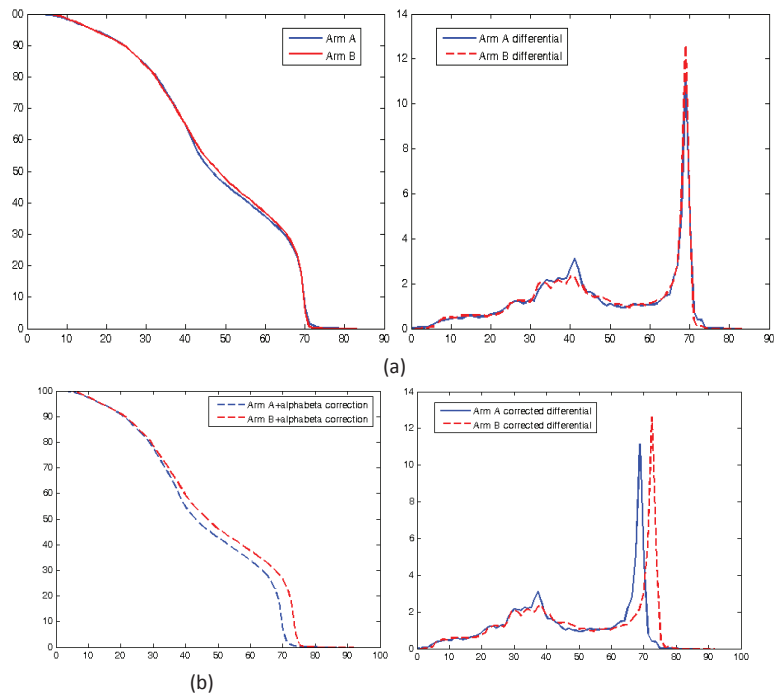 00
90
80
70
60
50
40
30
20
10
0
0 10 20 30 40 50 60 70 80 90
Arm A
Arm B
14
12
10
8
6
4
2
0
0 10 20 30 40 50 60 70 80 90
Arm A differential
Arm B differential
(a)
100
90
80
70
60
50
40
30
20
10
0
0 10 20 30 40 50 60 70 80 90 100
Arm A+alphabeta correction
Arm B+alphabeta correction
14
12
10
8
6
4
2
0
0 10 20 30 40 50 60 70 80 90 100
Arm A corrected differential
Arm B corrected differential
(b)